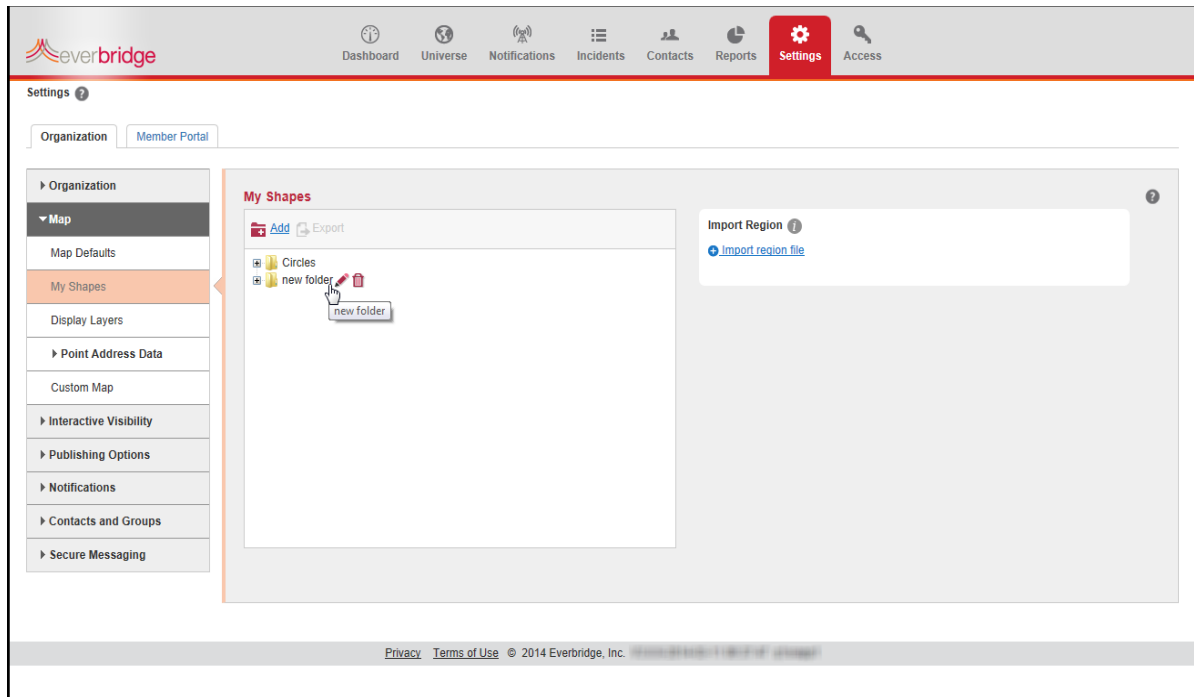 everbridge
Dashboard Universe Notifications Incidents Contacts Reports Settings Access
Settings ?
Organization Member Portal
Organization
Map
Map Defaults
My Shapes
Display Layers
Point Address Data
Custom Map
Interactive Visibility
Publishing Options
Notifications
Contacts and Groups
Secure Messaging
My Shapes ?
Add Export
Circles
new folder
new folder
Import Region i
Import region file
Privacy Terms of Use © 2014 Everbridge, Inc.